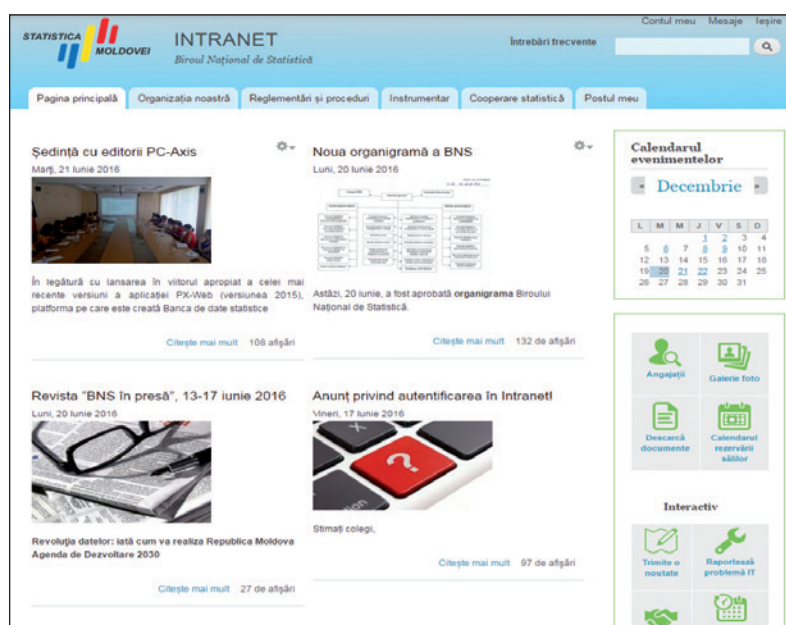 STATISTICA
MOLDOVEI
INTRANET
Biroul Național de Statistică
Contul meu Mesaje Ieșire
Întrebări frecvente
Pagina principală Organizația noastră Reglementări și proceduri Instrumentar Cooperare statistică Postul meu
Ședință cu editorii PC-Axis
Marți, 21 Iunie 2016
În legătură cu lansarea în viitorul apropiat a celei mai
recente versiuni a aplicației PX-Web (versiunea 2015),
platforma pe care este creată Banca de date statistice
Citește mai mult 108 afișări
Noua organigramă a BNS
Luni, 20 Iunie 2016
Astăzi, 20 iunie, a fost aprobată organigrama Biroului
Național de Statistică.
Citește mai mult 132 de afișări
Revista "BNS în presă", 13-17 iunie 2016
Luni, 20 Iunie 2016
Revoluția datelor: iată cum va realiza Republica Moldova
Agenda de Dezvoltare 2030
Citește mai mult 27 de afișări
Anunț privind autentificarea în Intranet!
Vineri, 17 Iunie 2016
?
Stimați colegi,
Citește mai mult 97 de afișări
Calendarul
evenimentelor
« Decembrie »
L M M J V S D
1 2 3 4
5 6 7 8 9 10 11
12 13 14 15 16 17 18
19 20 21 22 23 24 25
26 27 28 29 30 31
Angajații
Galerie foto
Descarcă
documente
Calendarul
rezervării
sălilor
Interactiv
Trimite o
noutate
Raportează
problemă IT